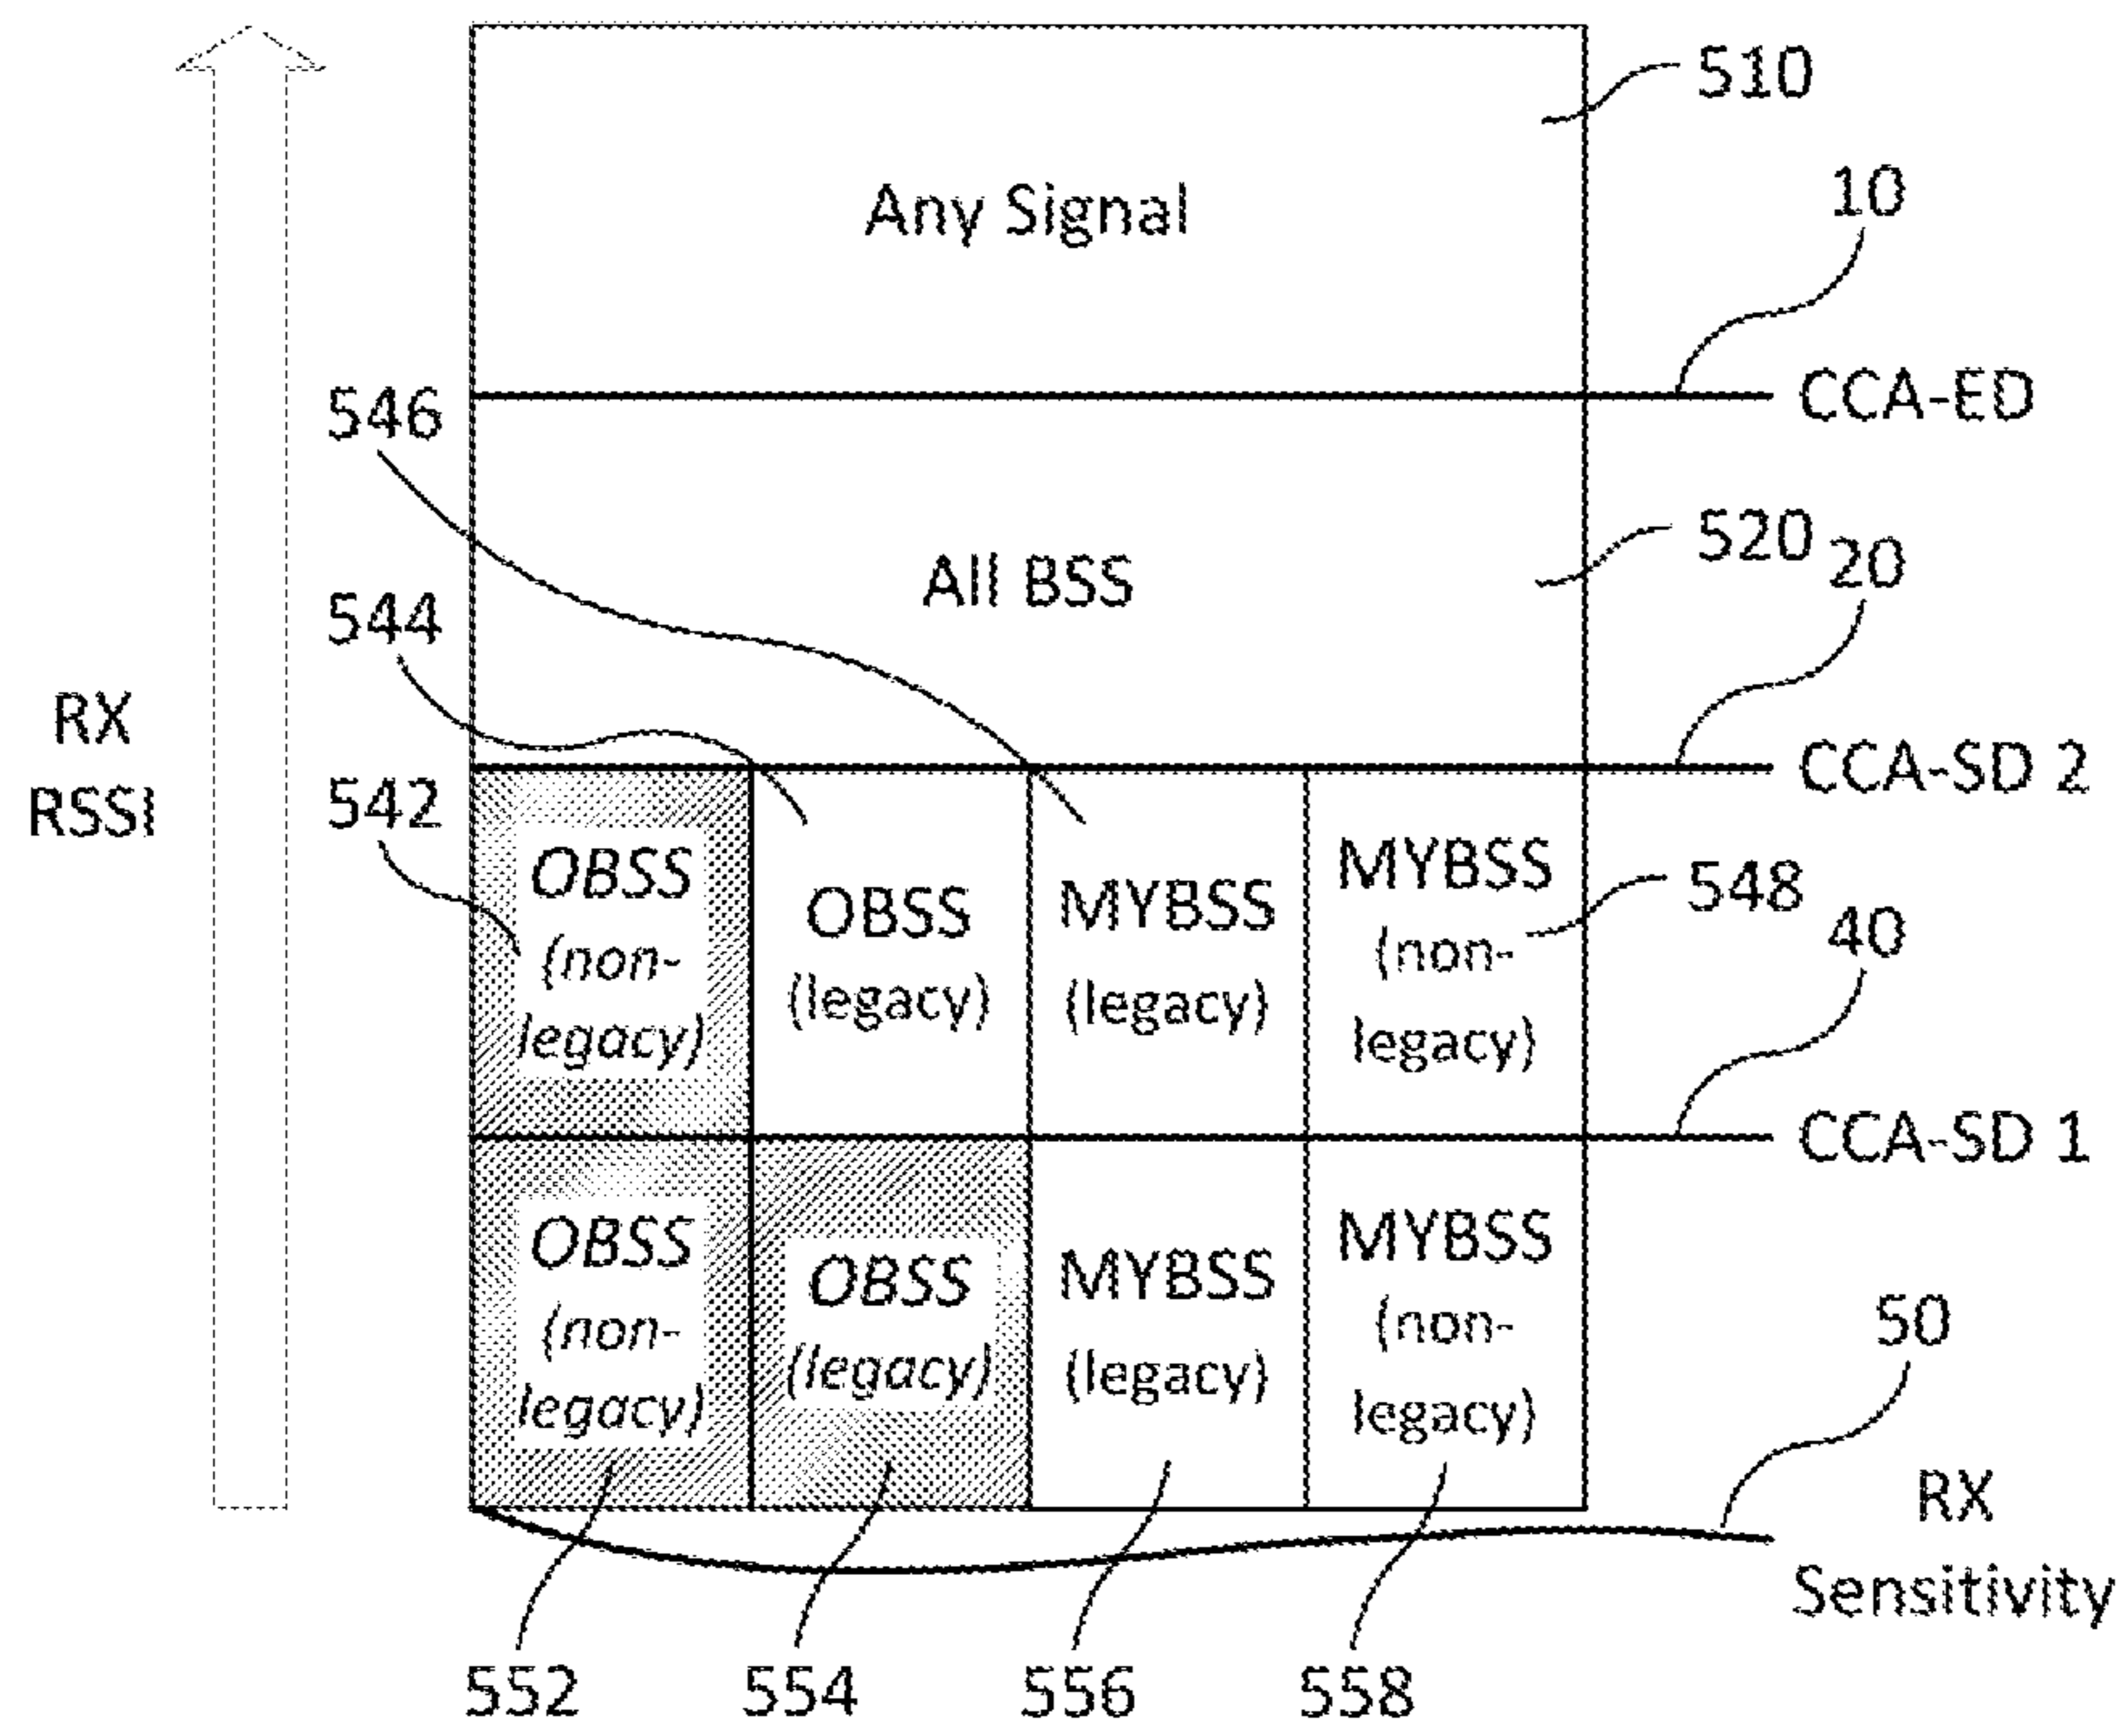 510
Any Signal
10
CCA-ED
546
520
All BSS
20
544
RX
RSSI
CCA-SD 2
542
OBSS
(non-
legacy)
OBSS
(legacy)
MYBSS
(legacy)
MYBSS
(non-
legacy)
548
40
CCA-SD 1
OBSS
(non-
legacy)
OBSS
(legacy)
MYBSS
(legacy)
MYBSS
(non-
legacy)
50
RX
Sensitivity
552
554
556
558